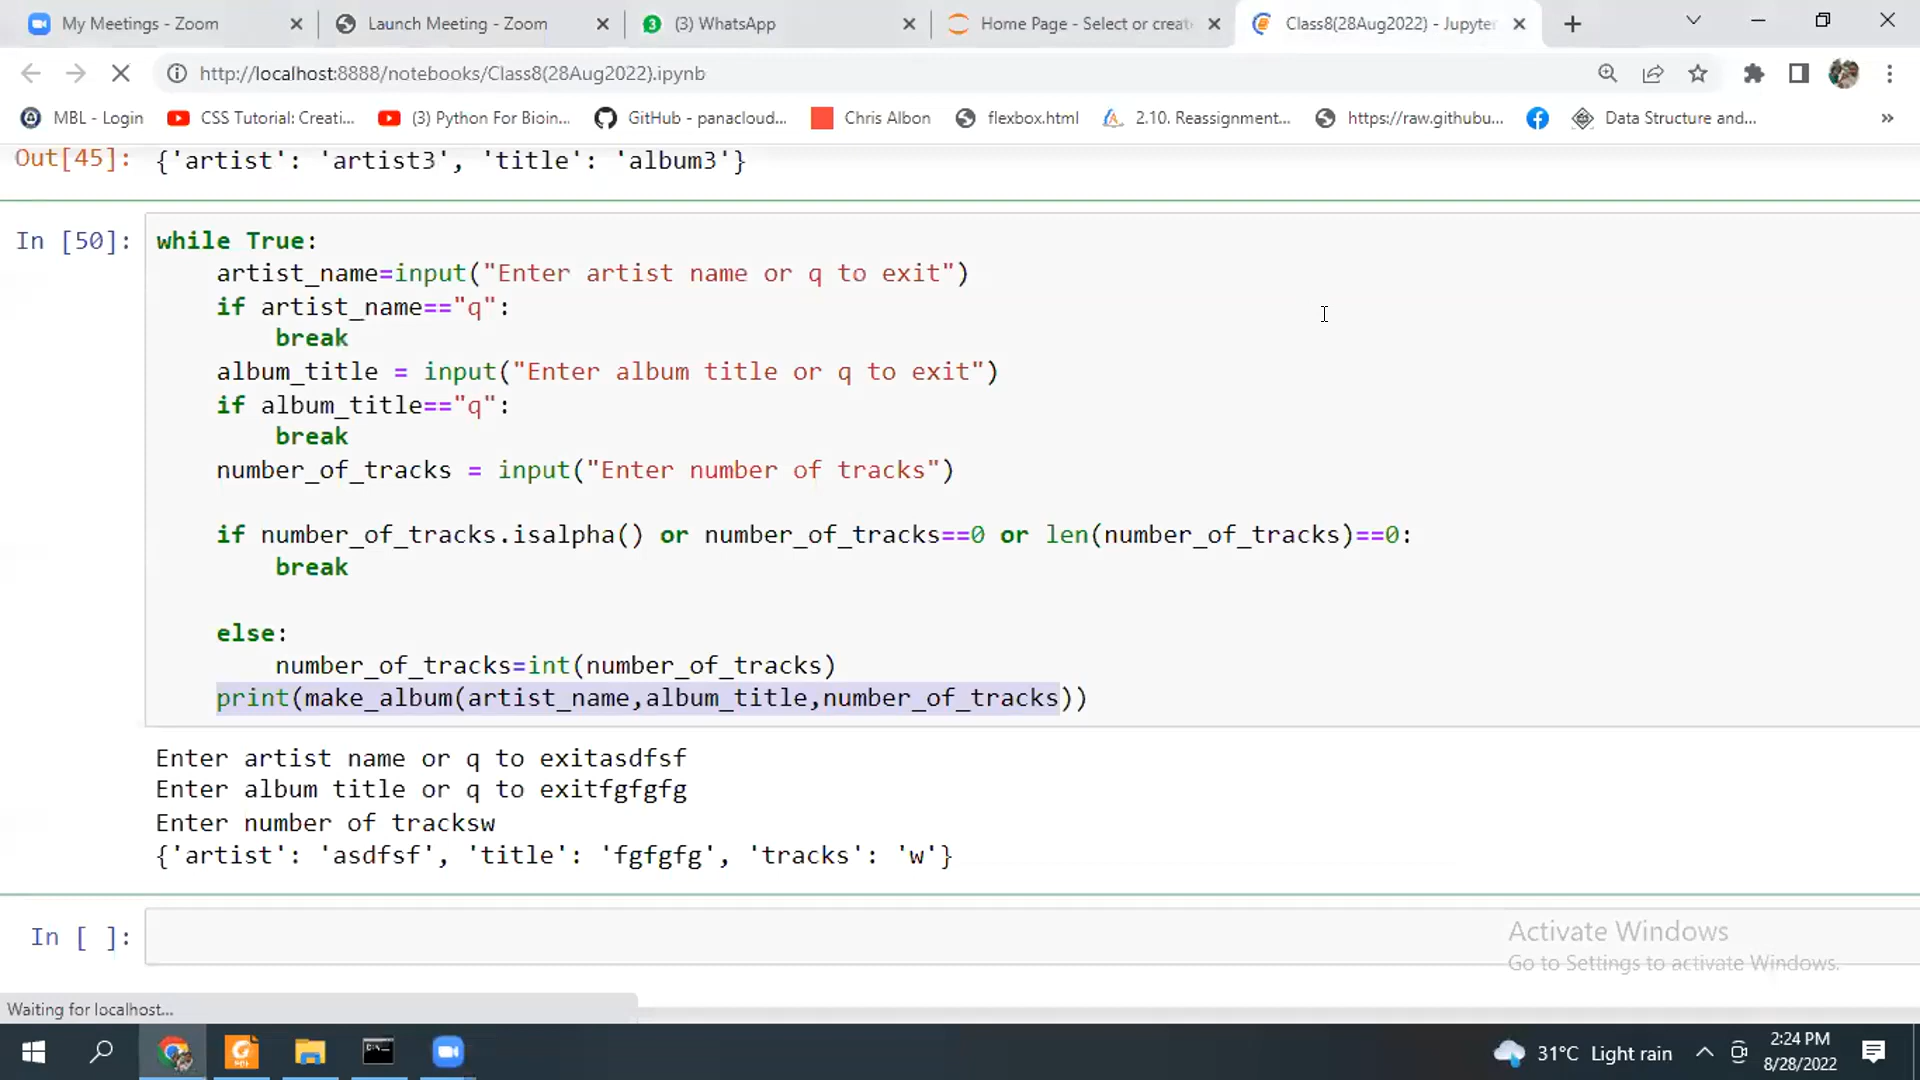 My Meetings - Zoom
Launch Meeting - Zoom
(3) WhatsApp
Home Page - Select or creat
Class8(28Aug2022) - Jupyter
http://localhost:8888/notebooks/Class8(28Aug2022).ipynb
MBL - Login
CSS Tutorial: Creati...
(3) Python For Bioin...
GitHub - panacloud...
Chris Albon
flexbox.html
2.10. Reassignment...
https://raw.githubu...
Data Structure and...
»
Out[45]: {'artist': 'artist3', 'title': 'album3'}
In [50]: while True:
artist_name=input("Enter artist name or q to exit")
if artist_name=="q":
break
album_title = input("Enter album title or q to exit")
if album_title=="q":
break
number_of_tracks = input("Enter number of tracks")
if number_of_tracks.isalpha() or number_of_tracks==0 or len(number_of_tracks)==0:
break
else:
number_of_tracks=int(number_of_tracks)
print(make_album(artist_name,album_title,number_of_tracks))
Enter artist name or q to exitasdfsf
Enter album title or q to exitfgfgfg
Enter number of tracksw
{'artist': 'asdfsf', 'title': 'fgfgfg', 'tracks': 'w'}
In [ ]:
Activate Windows
Go to Settings to activate Windows.
Waiting for localhost...
31°C Light rain
2:24 PM
8/28/2022